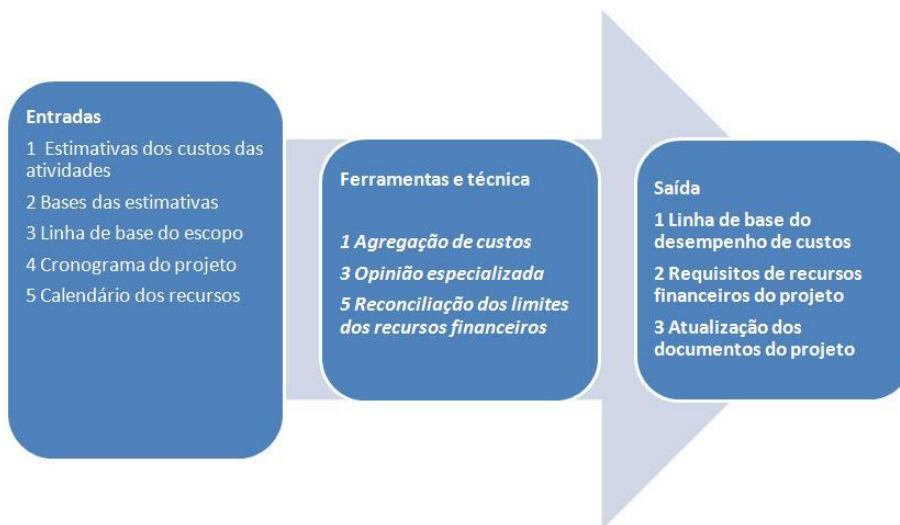 Entradas
1 Estimativas dos custos das
atividades
2 Bases das estimativas
3 Linha de base do escopo
4 Cronograma do projeto
5 Calendário dos recursos
Ferramentas e técnica
1 Agregação de custos
3 Opinião especializada
5 Reconciliação dos limites
dos recursos financeiros
Saída
1 Linha de base do
desempenho de custos
2 Requisitos de recursos
financeiros do projeto
3 Atualização dos
documentos do projeto